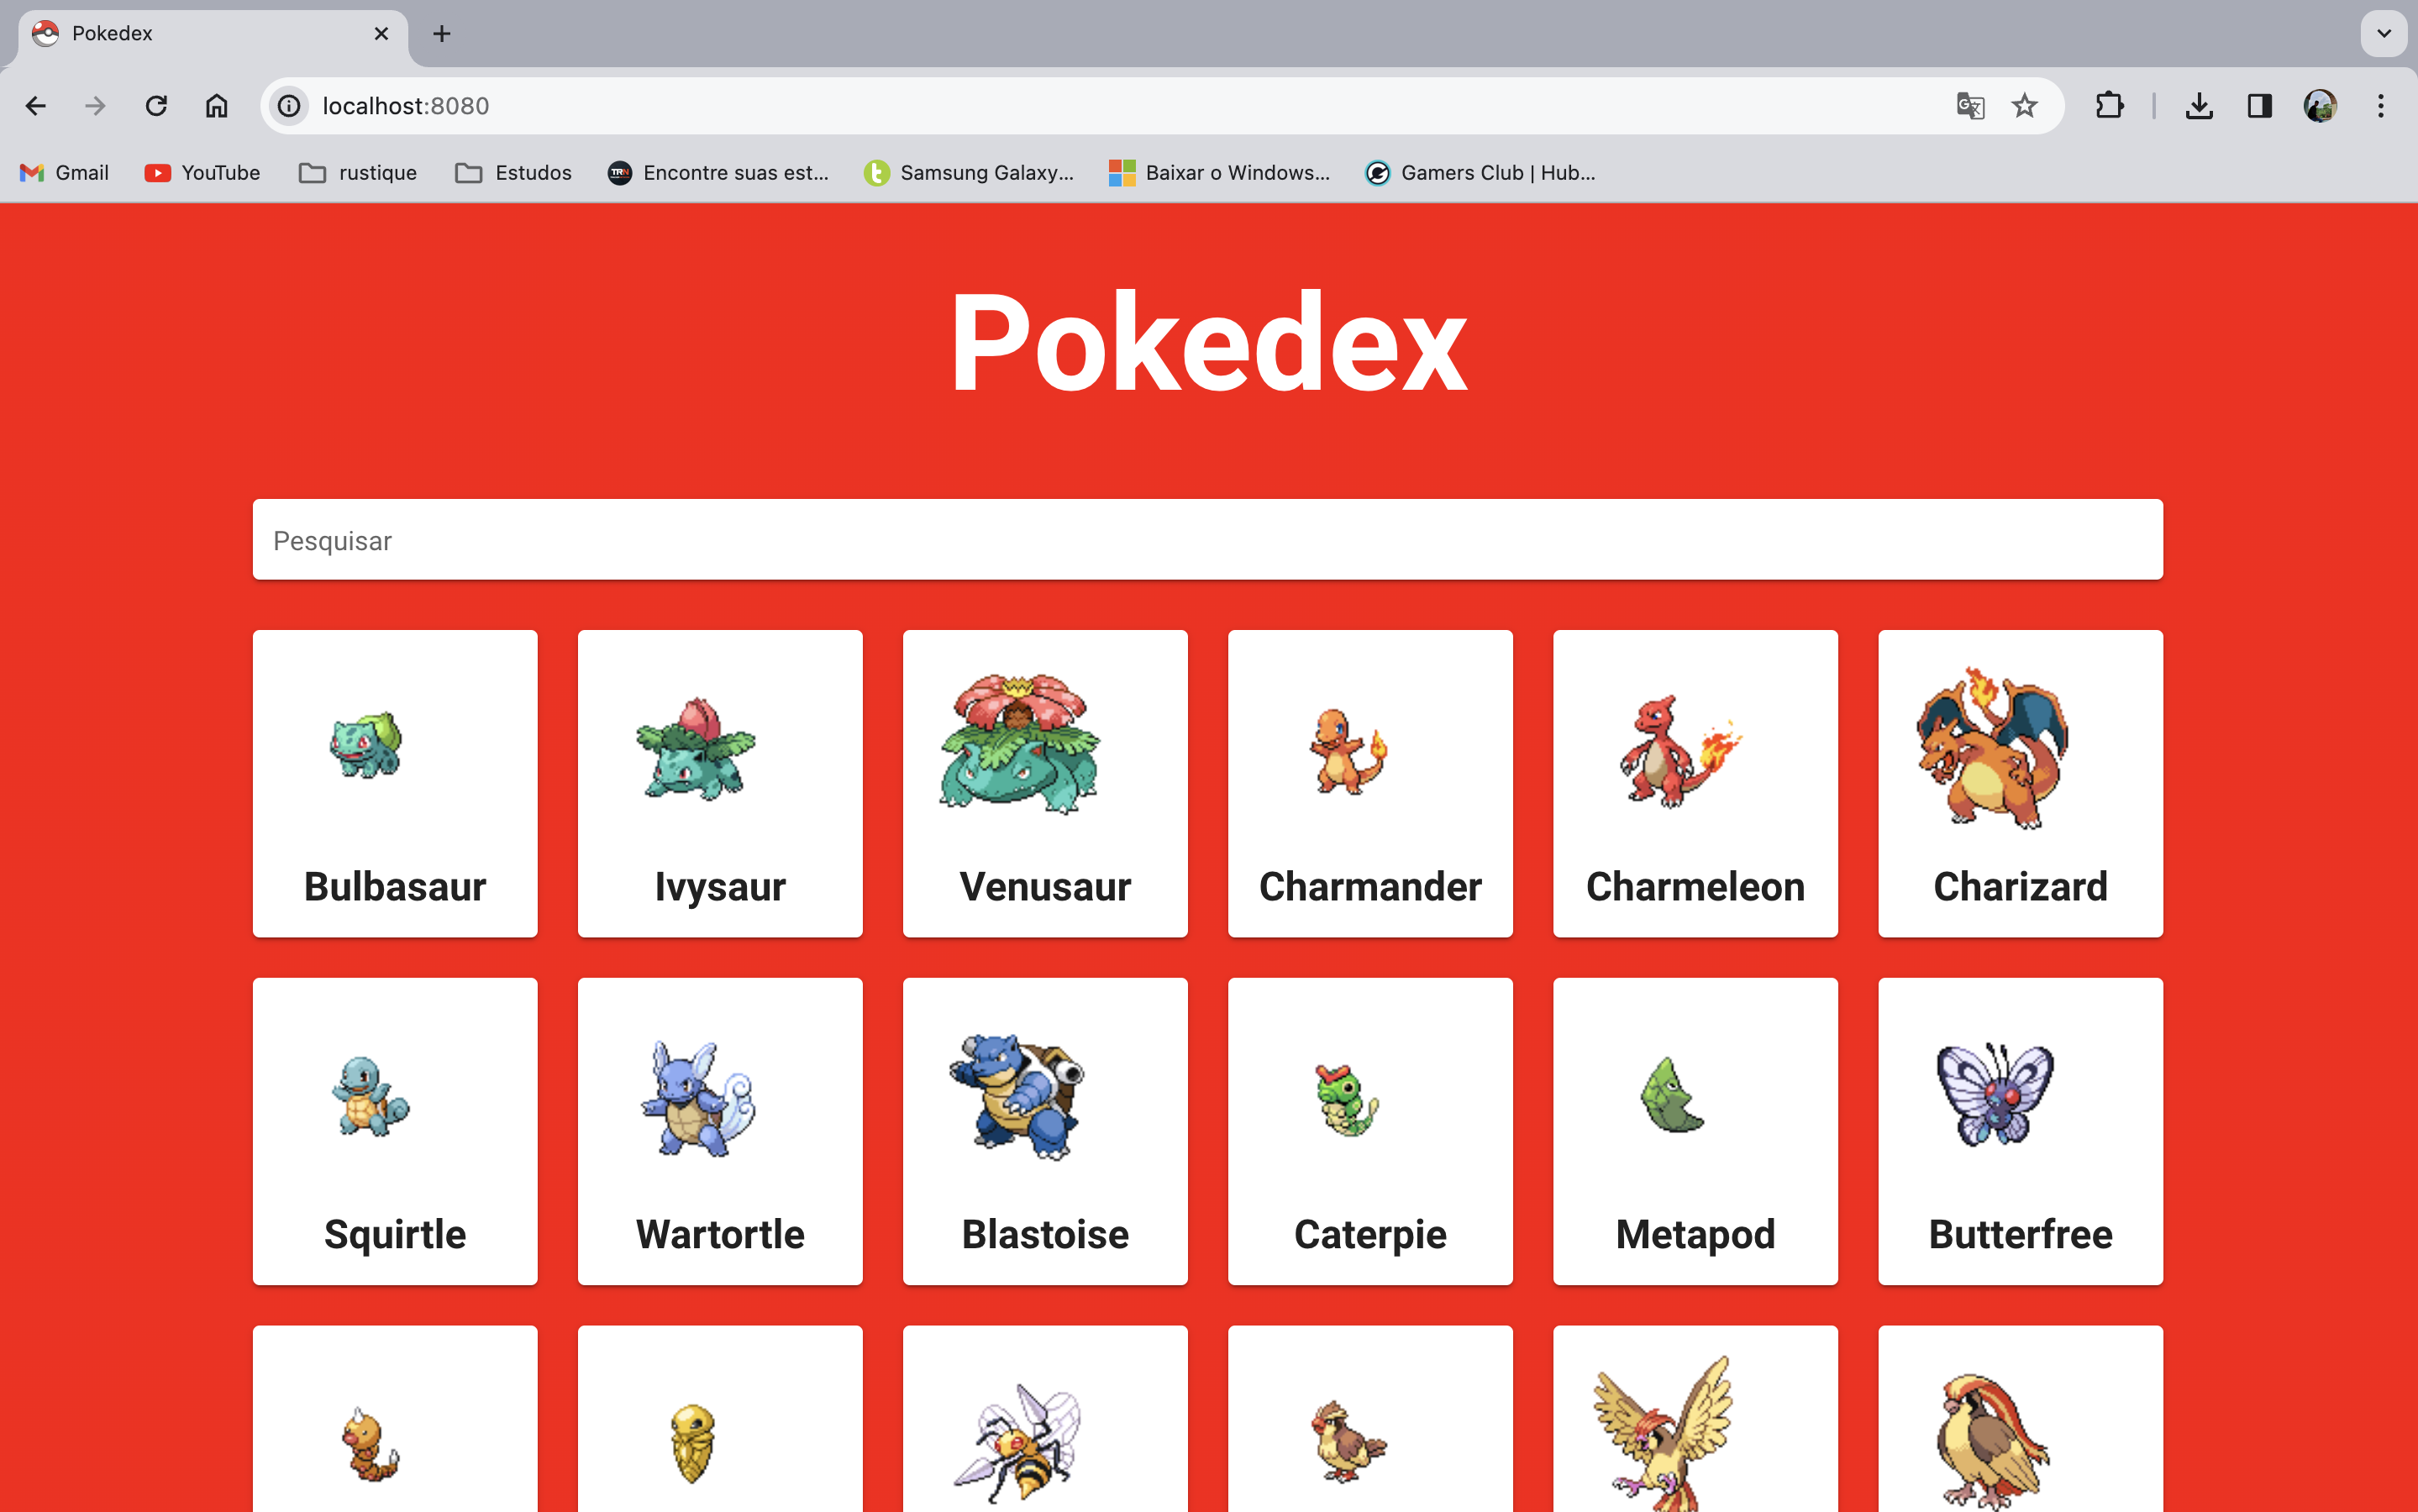 Pokedex
localhost:8080
Gmail YouTube rustique Estudos Encontre suas est... Samsung Galaxy... Baixar o Windows... Gamers Club | Hub...
Pokedex
Pesquisar
Bulbasaur Ivysaur Venusaur Charmander Charmeleon Charizard
Squirtle Wartortle Blastoise Caterpie Metapod Butterfree